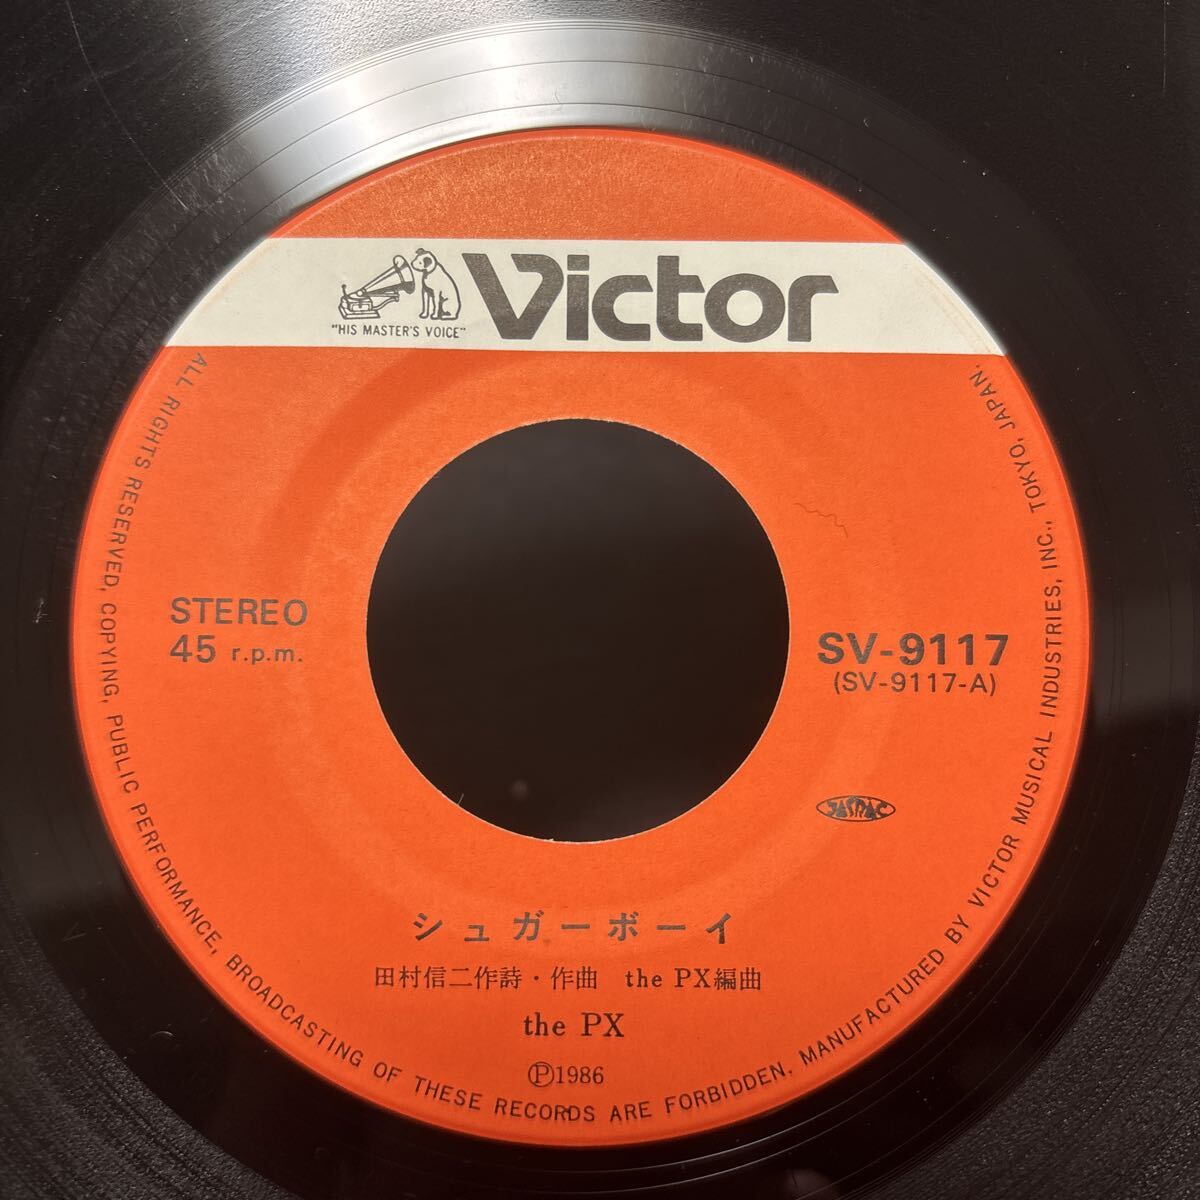 "HIS MASTER'S VOICE"
Victor
STEREO
45 r.p.m.
SV-9117
(SV-9117-A)
JASRAC
シュガーボーイ
田村信二作詩・作曲 the PX編曲
the PX
Ⓟ1986
ALL RIGHTS RESERVED, COPYING, PUBLIC PERFORMANCE, BROADCASTING OF THESE RECORDS ARE FORBIDDEN. MANUFACTURED BY VICTOR MUSICAL INDUSTRIES, INC., TOKYO, JAPAN.